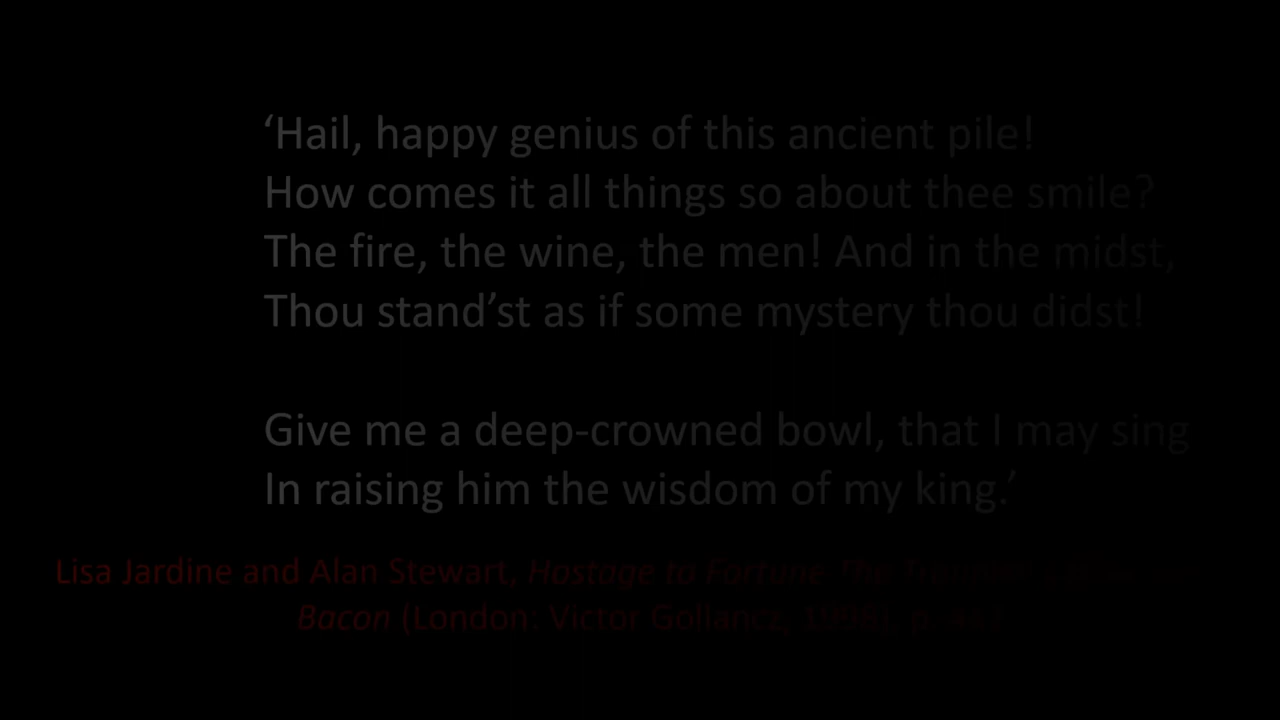 ‘Hail, happy genius of this ancient pile!
How comes it all things so about thee smile?
The fire, the wine, the men! And in the midst,
Thou stand’st as if some mystery thou didst!
Give me a deep-crowned bowl, that I may sing
In raising him the wisdom of my king.’
Lisa Jardine and Alan Stewart, Hostage to Fortune The Troubled
Bacon (London: Victor Gollancz, 1998), p.